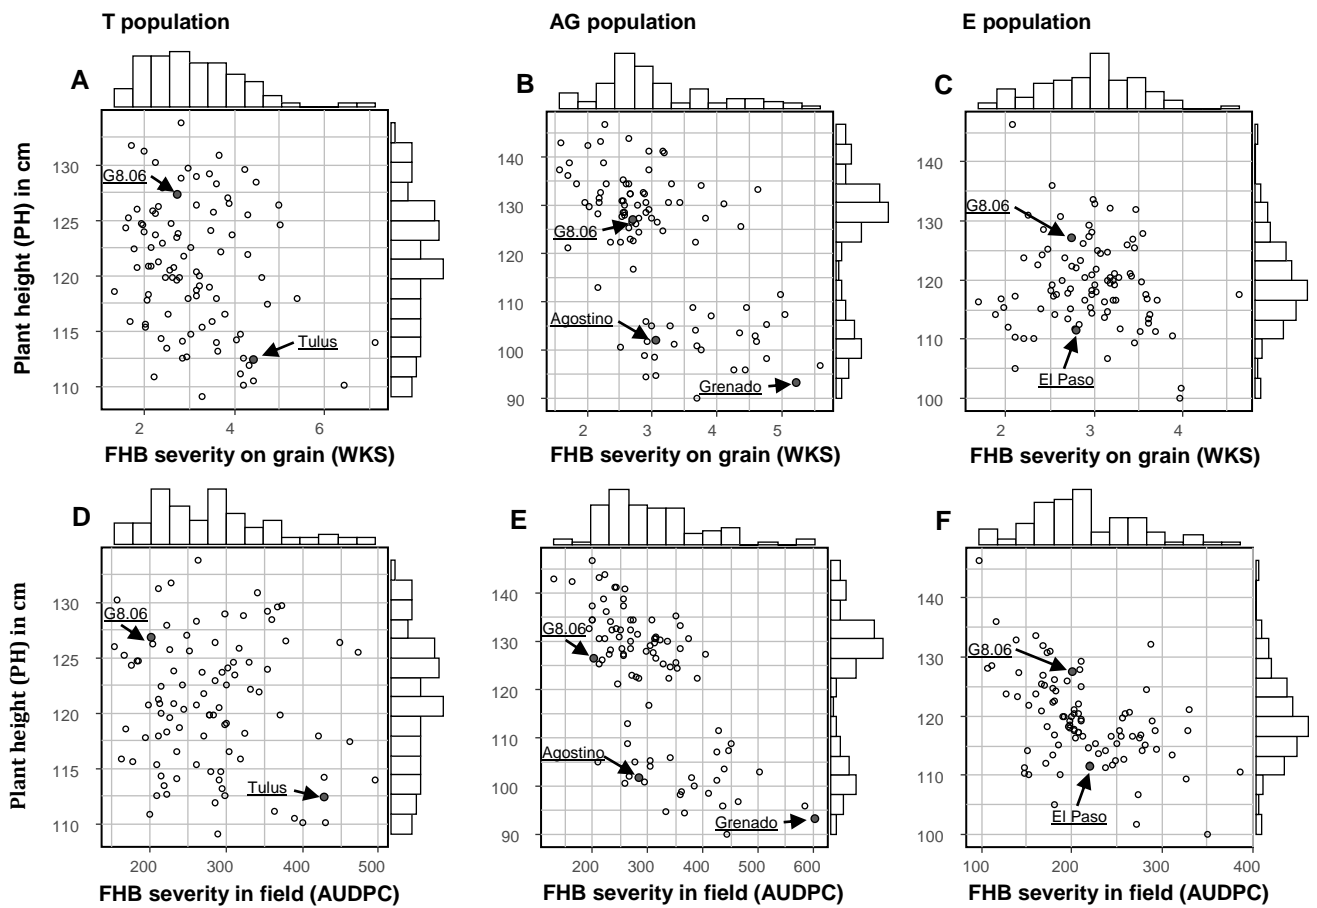 T population
AG population
E population
A
B
C
Plant height (PH) in cm
130
125
120
115
110
G8.06
Tulus
2
4
6
FHB severity on grain (WKS)
140
130
120
110
100
90
G8.06
Agostino
Grenado
2
3
4
5
FHB severity on grain (WKS)
140
130
120
110
100
G8.06
El Paso
2
3
4
FHB severity on grain (WKS)
D
E
F
Plant height (PH) in cm
130
125
120
115
110
G8.06
Tulus
200
300
400
500
FHB severity in field (AUDPC)
140
130
120
110
100
90
G8.06
Agostino
Grenado
200
300
400
500
600
FHB severity in field (AUDPC)
140
130
120
110
100
G8.06
El Paso
100
200
300
400
FHB severity in field (AUDPC)